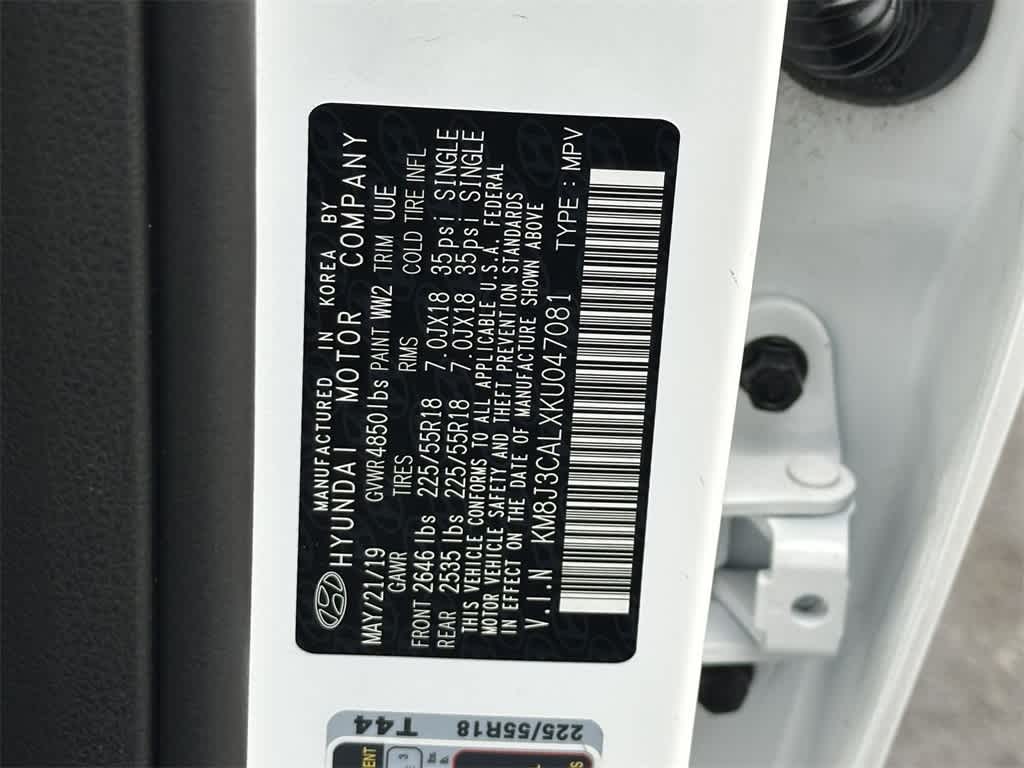 MANUFACTURED IN KOREA BY
HYUNDAI MOTOR COMPANY
MAY/21/19 GVWR 4850lbs PAINT WW2 TRIM UUE
GAWR TIRES RIMS COLD TIRE INFL
FRONT 2646 lbs 225/55R18 7.0JX18 35psi SINGLE
REAR 2535 lbs 225/55R18 7.0JX18 35psi SINGLE
THIS VEHICLE CONFORMS TO ALL APPLICABLE U.S.A. FEDERAL
MOTOR VEHICLE SAFETY AND THEFT PREVENTION STANDARDS
IN EFFECT ON THE DATE OF MANUFACTURE SHOWN ABOVE
V.I.N : KM8J3CALXKU047081 TYPE : MPV
T44
225/55R18